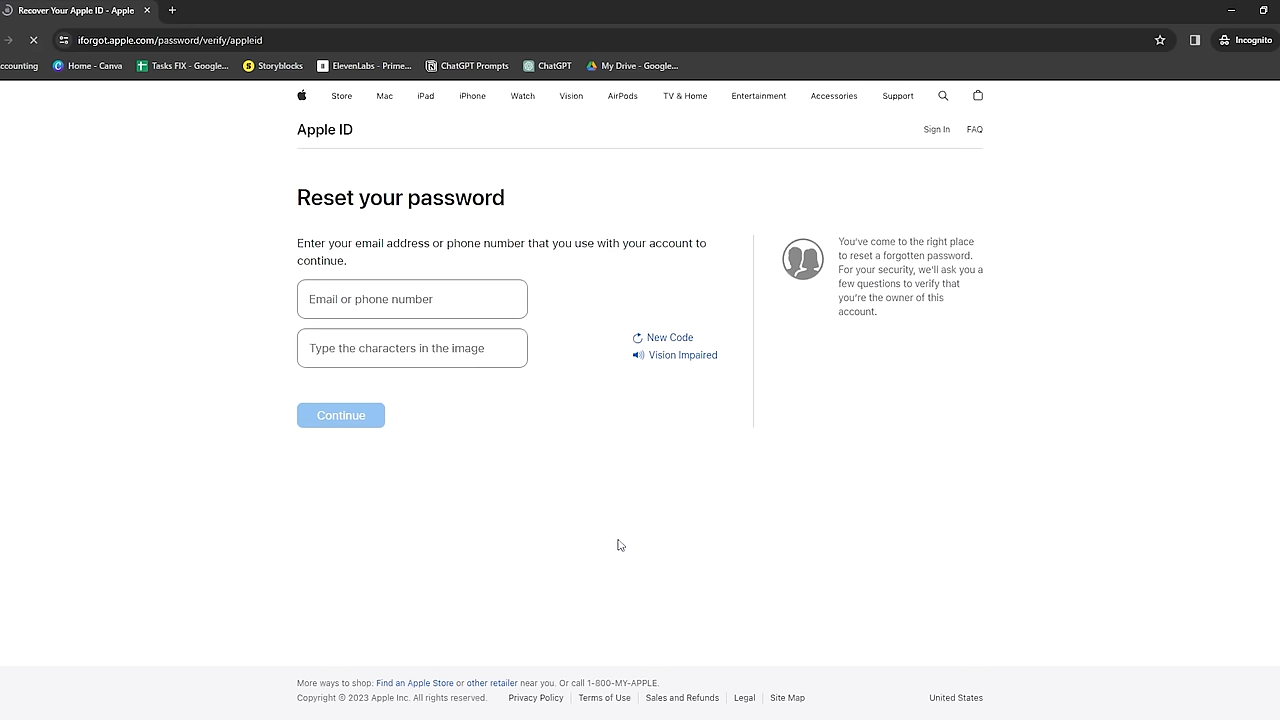 Recover Your Apple ID - Apple
iforgot.apple.com/password/verify/appleid
Incognito
ccounting
Home - Canva
Tasks FIX - Google...
Storyblocks
ElevenLabs - Prime...
ChatGPT Prompts
ChatGPT
My Drive - Google...
Store Mac iPad iPhone Watch Vision AirPods TV & Home Entertainment Accessories Support
Apple ID
Sign In FAQ
Reset your password
Enter your email address or phone number that you use with your account to
continue.
Email or phone number
Type the characters in the image
New Code
Vision Impaired
Continue
You've come to the right place
to reset a forgotten password.
For your security, we'll ask you a
few questions to verify that
you're the owner of this
account.
More ways to shop: Find an Apple Store or other retailer near you. Or call 1-800-MY-APPLE.
Copyright © 2023 Apple Inc. All rights reserved. Privacy Policy Terms of Use Sales and Refunds Legal Site Map United States